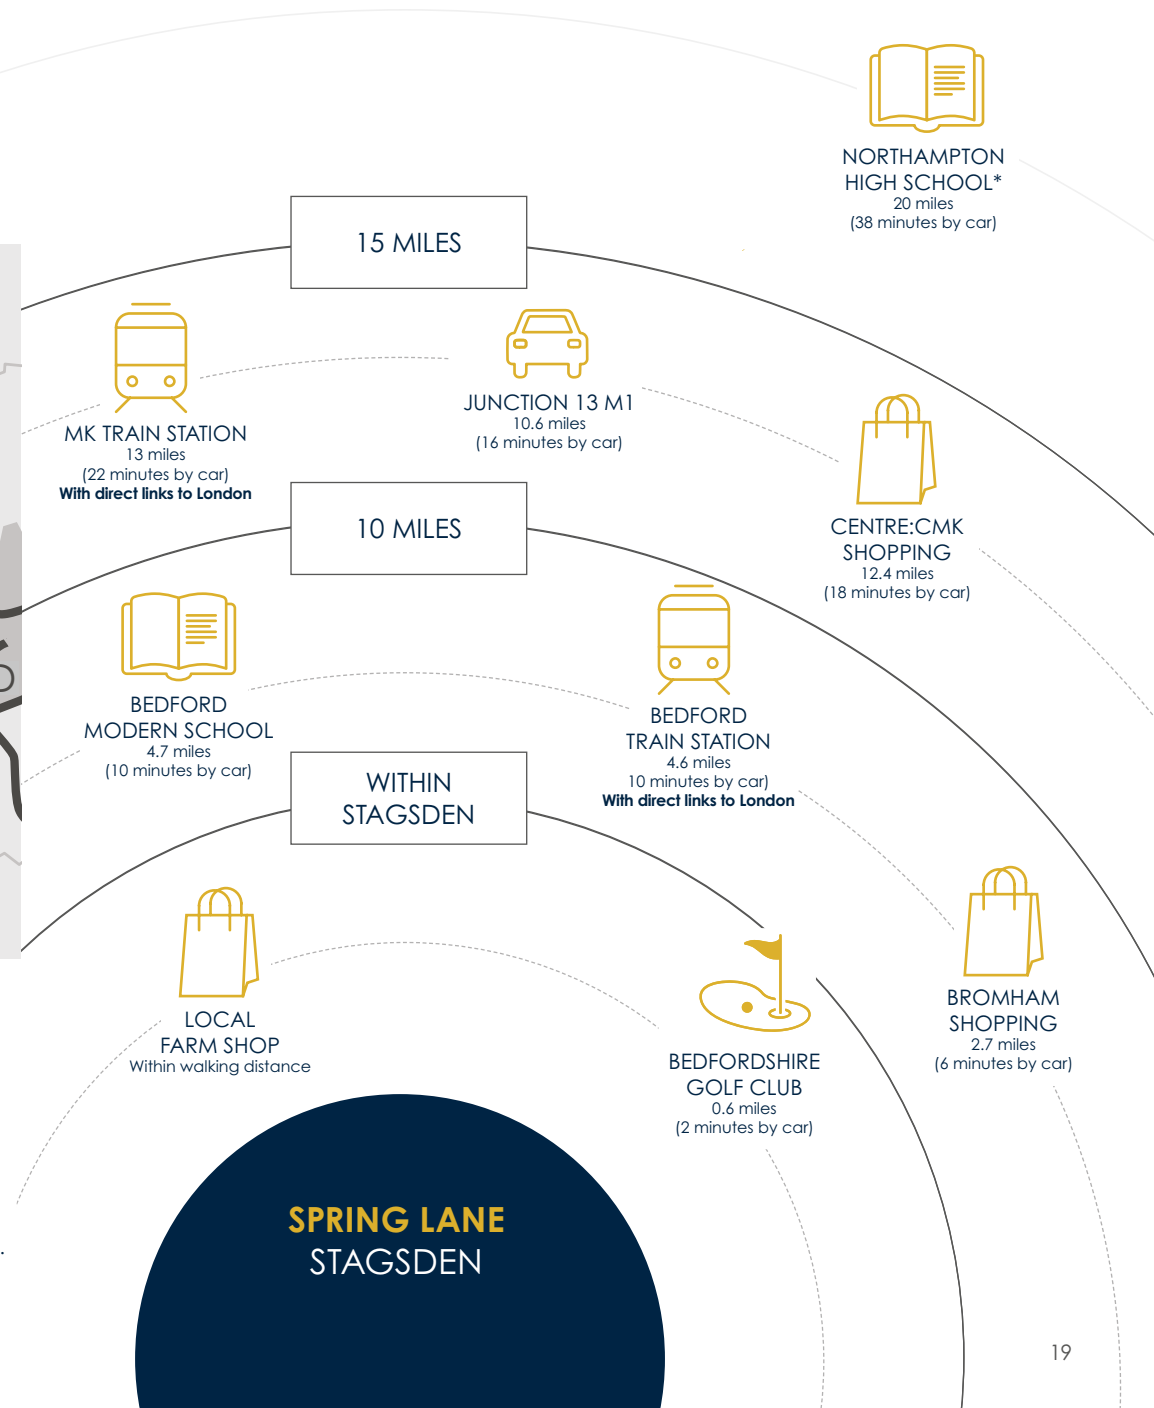 NORTHAMPTON
HIGH SCHOOL*
20 miles
(38 minutes by car)
15 MILES
MK TRAIN STATION
13 miles
(22 minutes by car)
With direct links to London
JUNCTION 13 M1
10.6 miles
(16 minutes by car)
CENTRE:CMK
SHOPPING
12.4 miles
(18 minutes by car)
10 MILES
BEDFORD
MODERN SCHOOL
4.7 miles
(10 minutes by car)
BEDFORD
TRAIN STATION
4.6 miles
10 minutes by car)
With direct links to London
WITHIN
STAGSDEN
LOCAL
FARM SHOP
Within walking distance
BEDFORDSHIRE
GOLF CLUB
0.6 miles
(2 minutes by car)
BROMHAM
SHOPPING
2.7 miles
(6 minutes by car)
SPRING LANE
STAGSDEN
19